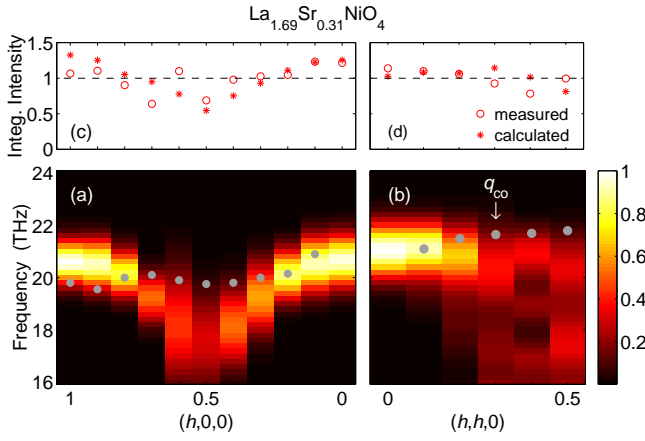 La1.69Sr0.31NiO4
1.5
1
0.5
0
Integ. Intensity
(c)
(d)
measured
calculated
24
22
20
18
16
Frequency (THz)
(a)
(b)
qCO
1
0.5
0
(h,0,0)
0
0.5
(h,h,0)
1
0.8
0.6
0.4
0.2